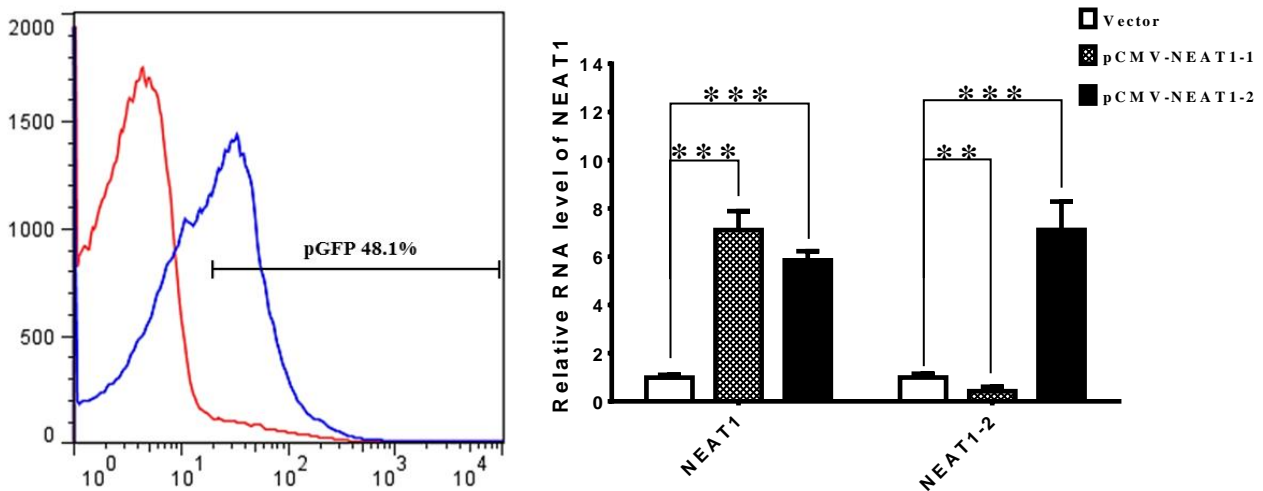 2000
1500
1000
500
0
pGFP 48.1%
10^0 10^1 10^2 10^3 10^4
Vector
pCMV-NEAT1-1
pCMV-NEAT1-2
Relative RNA level of NEAT1
14
12
10
8
6
4
2
0
*** ***
*** **
NEAT1 NEAT1-2